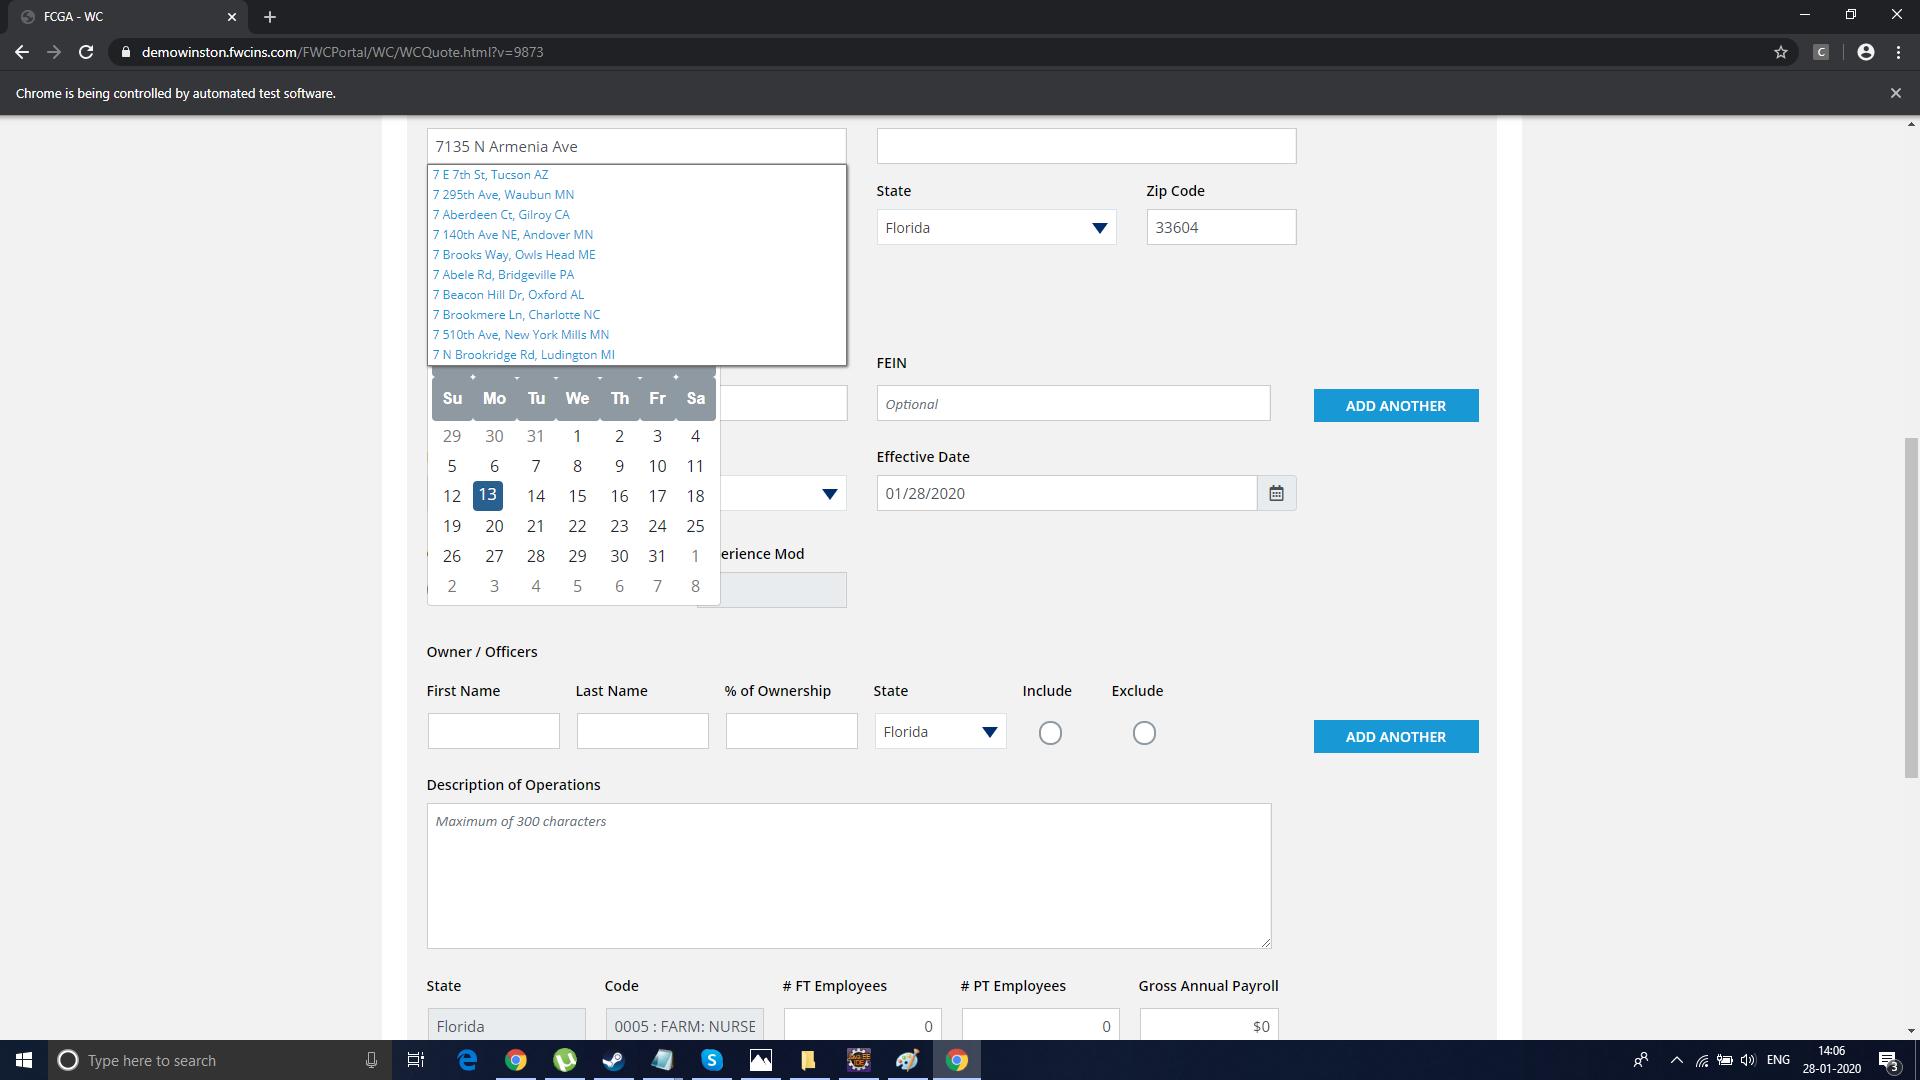 FCGA - WC
demowinston.fwcins.com/FWCPortal/WC/WCQuote.html?v=9873
C
Chrome is being controlled by automated test software.
7135 N Armenia Ave
7 E 7th St, Tucson AZ
7 295th Ave, Waubun MN
7 Aberdeen Ct, Gilroy CA
7 140th Ave NE, Andover MN
7 Brooks Way, Owls Head ME
7 Abele Rd, Bridgeville PA
7 Beacon Hill Dr, Oxford AL
7 Brookmere Ln, Charlotte NC
7 510th Ave, New York Mills MN
7 N Brookridge Rd, Ludington MI
State Zip Code
Florida 33604
FEIN
Optional ADD ANOTHER
Su Mo Tu We Th Fr Sa
29 30 31 1 2 3 4
5 6 7 8 9 10 11
12 13 14 15 16 17 18
19 20 21 22 23 24 25
26 27 28 29 30 31 1
2 3 4 5 6 7 8
Effective Date
01/28/2020
erience Mod
Owner / Officers
First Name Last Name % of Ownership State Include Exclude
Florida ADD ANOTHER
Description of Operations
Maximum of 300 characters
State Code # FT Employees # PT Employees Gross Annual Payroll
Florida 0005 : FARM: NURSE 0 0 $0
Type here to search
ENG
14:06
28-01-2020
3